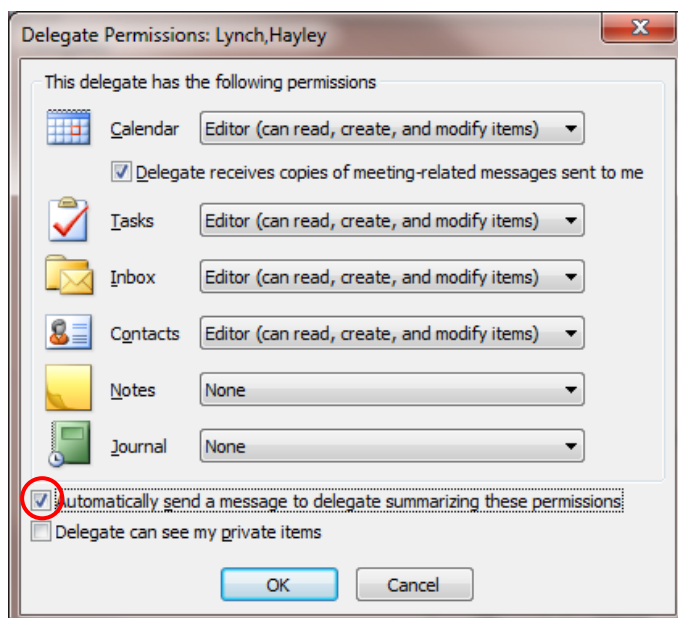 Delegate Permissions: Lynch,Hayley
This delegate has the following permissions
Calendar Editor (can read, create, and modify items)
Delegate receives copies of meeting-related messages sent to me
Tasks Editor (can read, create, and modify items)
Inbox Editor (can read, create, and modify items)
Contacts Editor (can read, create, and modify items)
Notes None
Journal None
Automatically send a message to delegate summarizing these permissions
Delegate can see my private items
OK Cancel